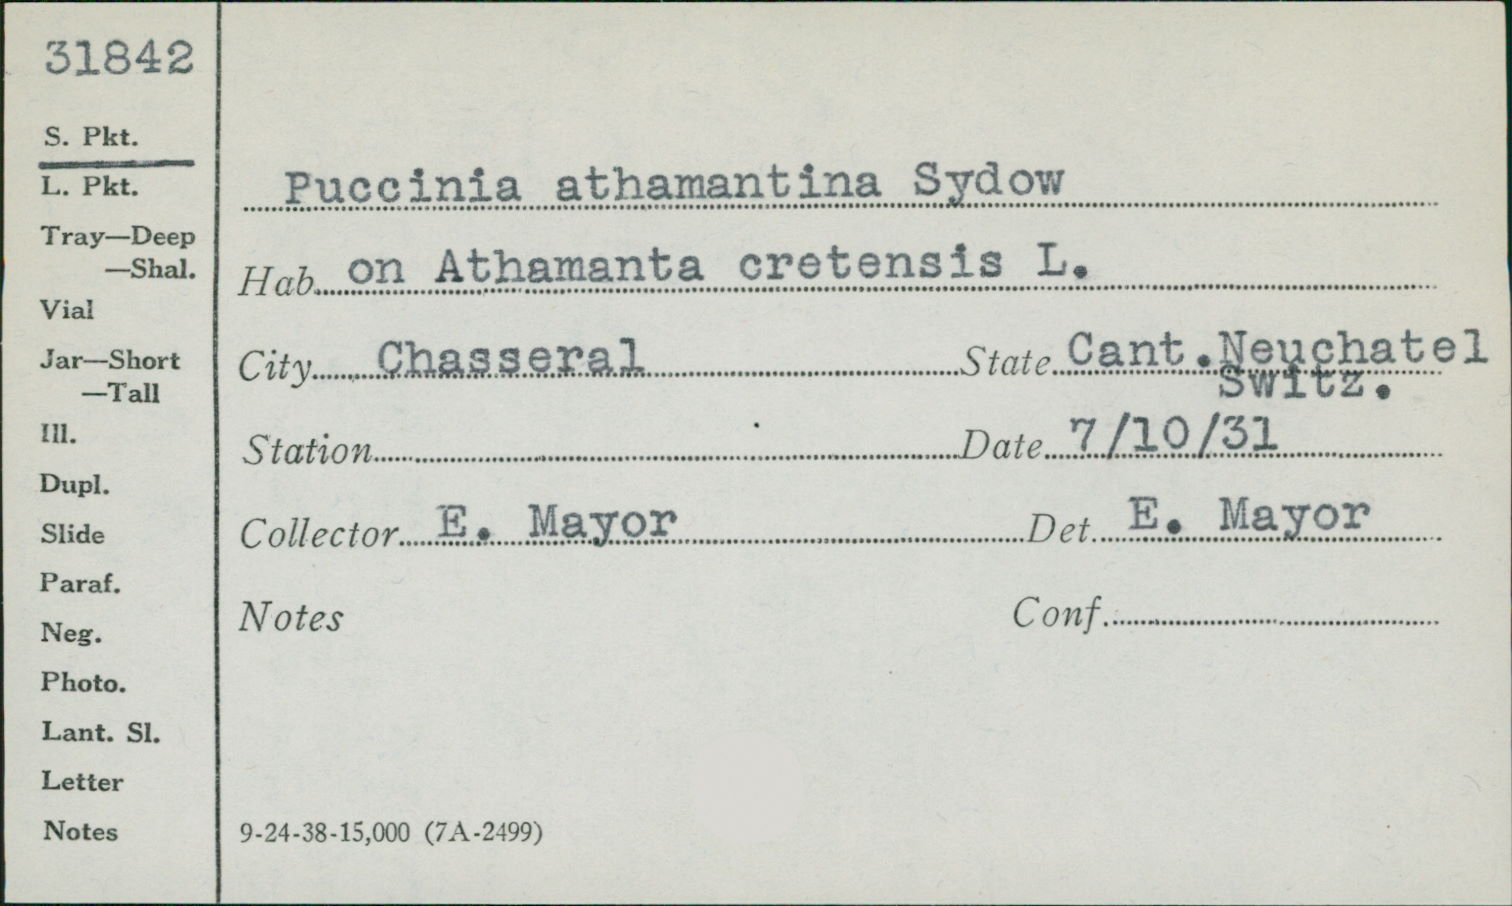 31842
S. Pkt.
L. Pkt.
Tray—Deep
—Shal.
Vial
Jar—Short
—Tall
Ill.
Dupl.
Slide
Paraf.
Neg.
Photo.
Lant. Sl.
Letter
Notes
Puccinia athamantina Sydow
Hab. on Athamanta cretensis L.
City Chasseral State Cant.Neuchatel
Switz.
Station Date 7/10/31
Collector E. Mayor Det. E. Mayor
Notes Conf.
9-24-38-15,000 (7A-2499)